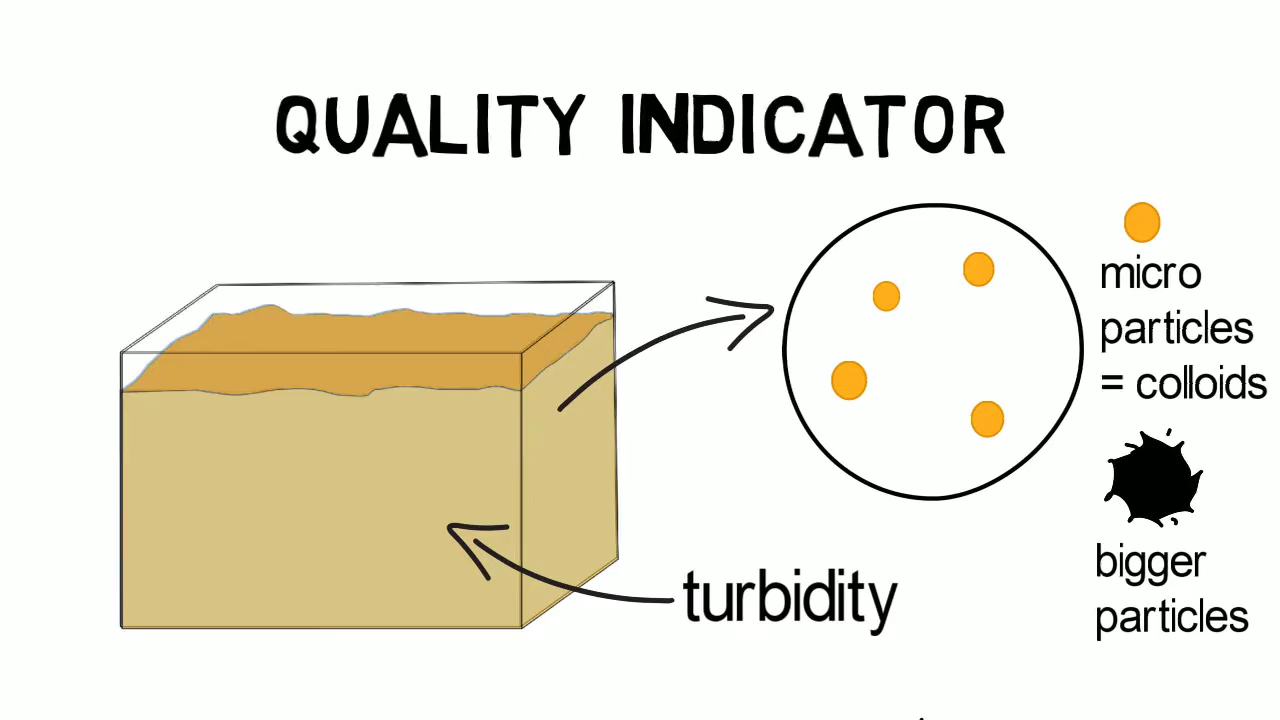 QUALITY INDICATOR
micro
particles
= colloids
bigger
particles
turbidity